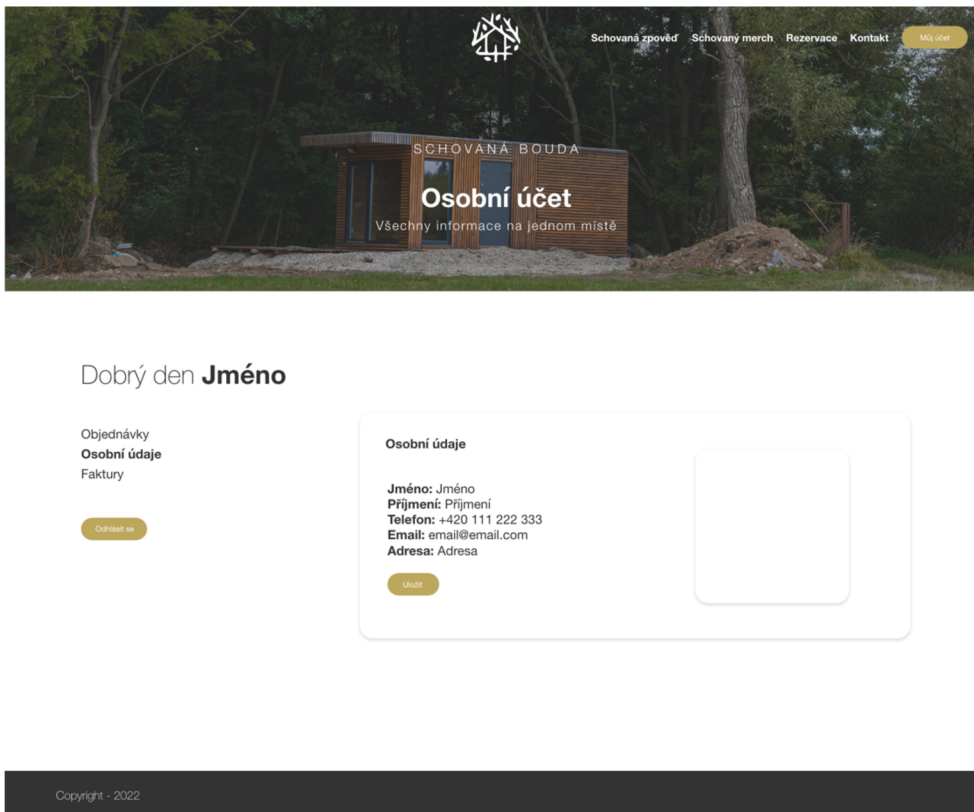 Schovaná zpověď Schovaný merch Rezervace Kontakt Můj účet
SCHOVANÁ BOUDA
Osobní účet
Všechny informace na jednom místě
Dobrý den Jméno
Objednávky
Osobní údaje
Faktury
Odhlásit se
Osobní údaje
Jméno: Jméno
Příjmení: Příjmení
Telefon: +420 111 222 333
Email: email@email.com
Adresa: Adresa
Uložit
Copyright - 2022